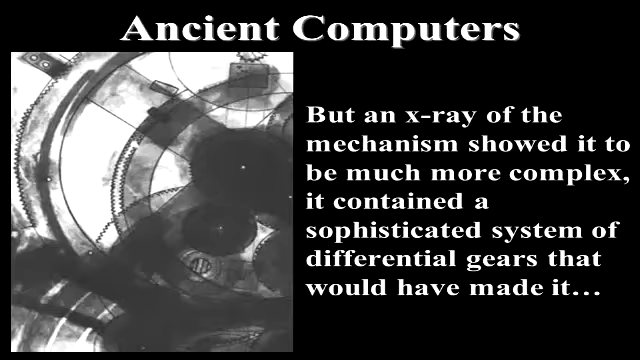 Ancient Computers
But an x-ray of the
mechanism showed it to
be much more complex,
it contained a
sophisticated system of
differential gears that
would have made it...